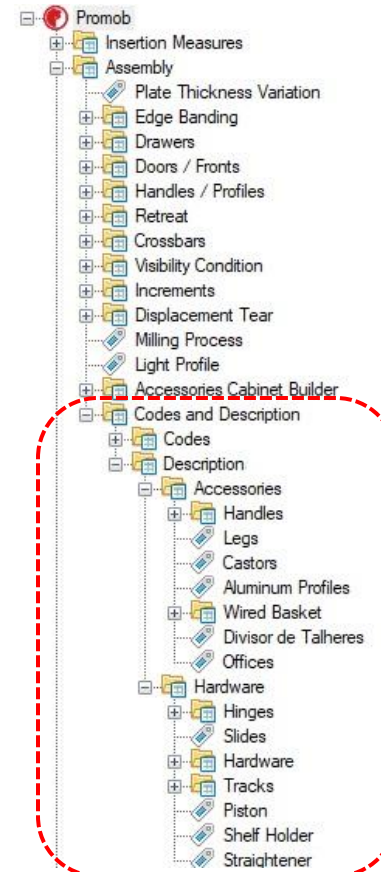 Promob
Insertion Measures
Assembly
Plate Thickness Variation
Edge Banding
Drawers
Doors / Fronts
Handles / Profiles
Retreat
Crossbars
Visibility Condition
Increments
Displacement Tear
Milling Process
Light Profile
Accessories Cabinet Builder
Codes and Description
Codes
Description
Accessories
Handles
Legs
Castors
Aluminum Profiles
Wired Basket
Divisor de Talheres
Offices
Hardware
Hinges
Slides
Hardware
Tracks
Piston
Shelf Holder
Straightener